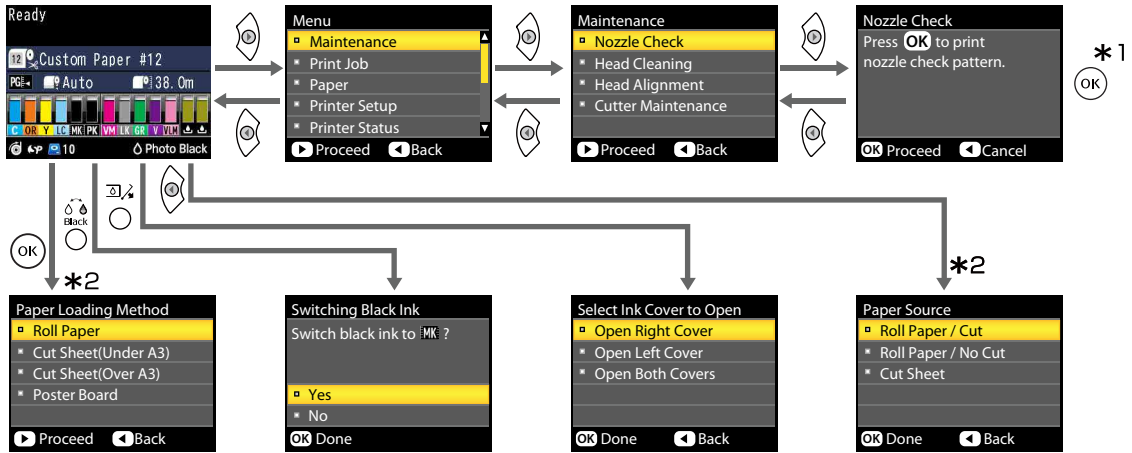 Ready
12 Custom Paper #12
PG Auto 38.0m
C OR Y LC MK PK VM LK GR V VLM
10 Photo Black
Menu
Maintenance
Print Job
Paper
Printer Setup
Printer Status
Proceed Back
Maintenance
Nozzle Check
Head Cleaning
Head Alignment
Cutter Maintenance
Proceed Back
Nozzle Check
Press OK to print
nozzle check pattern.
OK Proceed Cancel
*1
OK
OK
Black
*2
*2
Paper Loading Method
Roll Paper
Cut Sheet(Under A3)
Cut Sheet(Over A3)
Poster Board
Proceed Back
Switching Black Ink
Switch black ink to MK ?
Yes
No
OK Done
Select Ink Cover to Open
Open Right Cover
Open Left Cover
Open Both Covers
OK Done Back
Paper Source
Roll Paper / Cut
Roll Paper / No Cut
Cut Sheet
OK Done Back